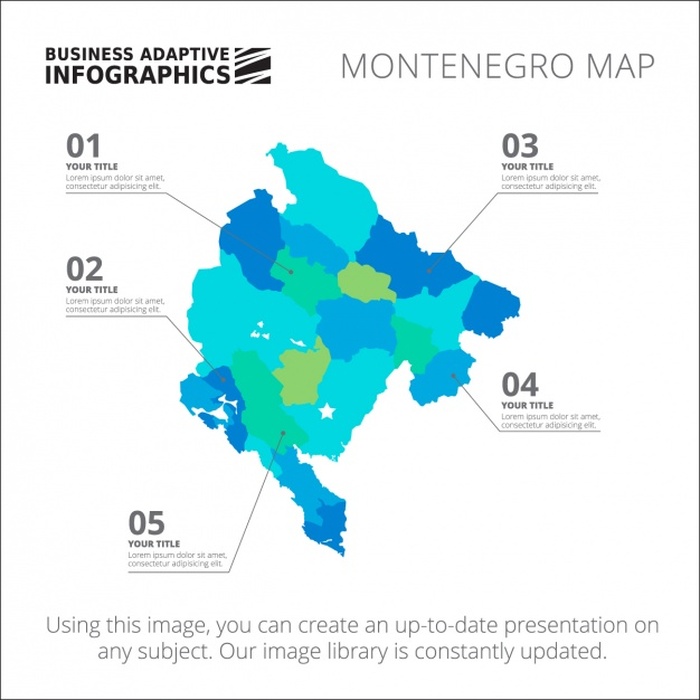 BUSINESS ADAPTIVE
INFOGRAPHICS
MONTENEGRO MAP
01
YOUR TITLE
Lorem ipsum dolor sit amet,
consectetur adipisicing elit.
02
YOUR TITLE
Lorem ipsum dolor sit amet,
consectetur adipisicing elit.
03
YOUR TITLE
Lorem ipsum dolor sit amet,
consectetur adipisicing elit.
04
YOUR TITLE
Lorem ipsum dolor sit amet,
consectetur adipisicing elit.
05
YOUR TITLE
Lorem ipsum dolor sit amet,
consectetur adipisicing elit.
Using this image, you can create an up-to-date presentation on
any subject. Our image library is constantly updated.